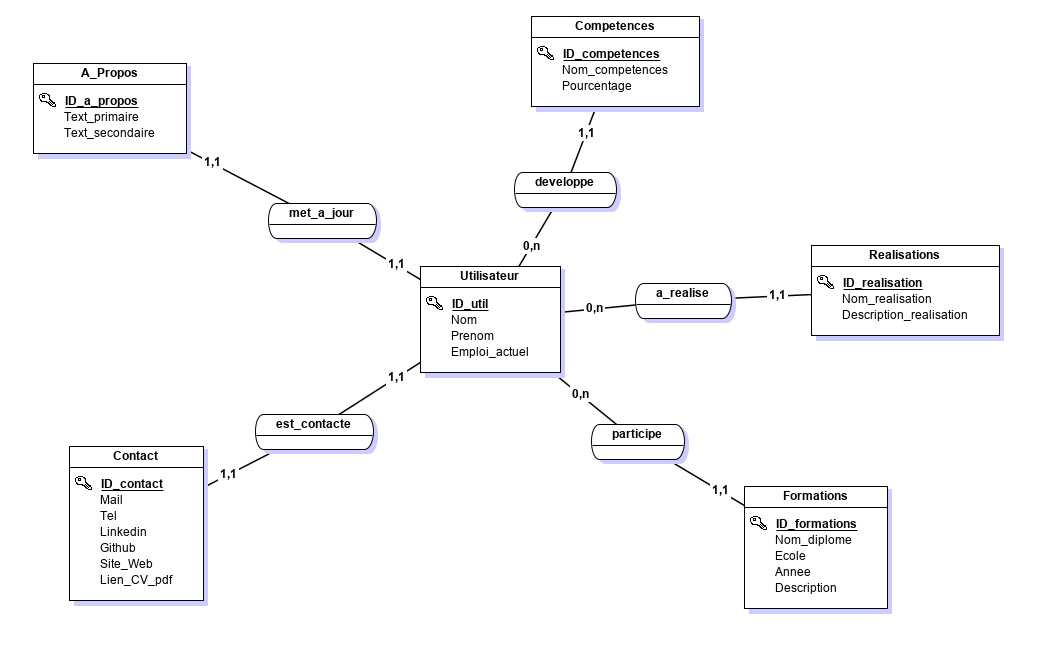 Competences
ID_competences
Nom_competences
Pourcentage
A_Propos
ID_a_propos
Text_primaire
Text_secondaire
1,1
1,1
developpe
met_a_jour
0,n
1,1
Utilisateur
ID_util
Nom
Prenom
Emploi_actuel
Realisations
ID_realisation
Nom_realisation
Description_realisation
a_realise
0,n
1,1
1,1
0,n
est_contacte
participe
Contact
ID_contact
Mail
Tel
Linkedin
Github
Site_Web
Lien_CV_pdf
1,1
1,1
Formations
ID_formations
Nom_diplome
Ecole
Annee
Description